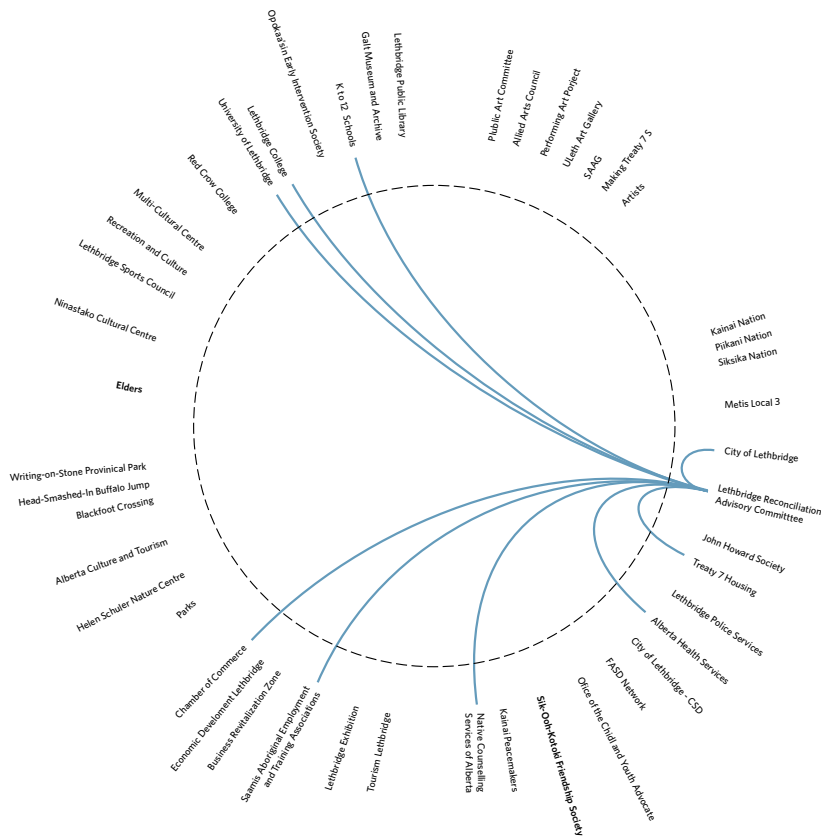 Opokaa'sin Early Intervention Society
K to 12 Schools
Galt Museum and Archive
Lethbridge Public Library
Plublic Art Committee
Allied Arts Council
Performing Art Porject
ULeth Art Gallery
SAAG
Making Treaty 7 S
Artists
Kainai Nation
Piikani Nation
Siksika Nation
Metis Local 3
City of Lethbridge
Lethbridge Reconciliation
Advisory Committtee
John Howard Society
Treaty 7 Housing
Lethbridge Police Services
Alberta Health Services
City of Lethbridge - CSD
FASD Network
Ofice of the Chidl and Youth Advocate
Sik-Ooh-Kotoki Friendship Society
Kainai Peacemakers
Native Counselling
Services of Alberta
Tourism Lethbridge
Lethbridge Exhibition
Saamis Aboriginal Employment
and Training Associations
Business Revitalization Zone
Economic Develoment Lethbridge
Chamber of Commerce
Parks
Helen Schuler Nature Centre
Alberta Culture and Tourism
Blackfoot Crossing
Head-Smashed-In Buffalo Jump
Writing-on-Stone Provinical Park
Elders
Ninastako Cultural Centre
Lethbridge Sports Council
Recreation and Culture
Multi-Cultural Centre
Red Crow College
University of Lethbridge
Lethbridge College